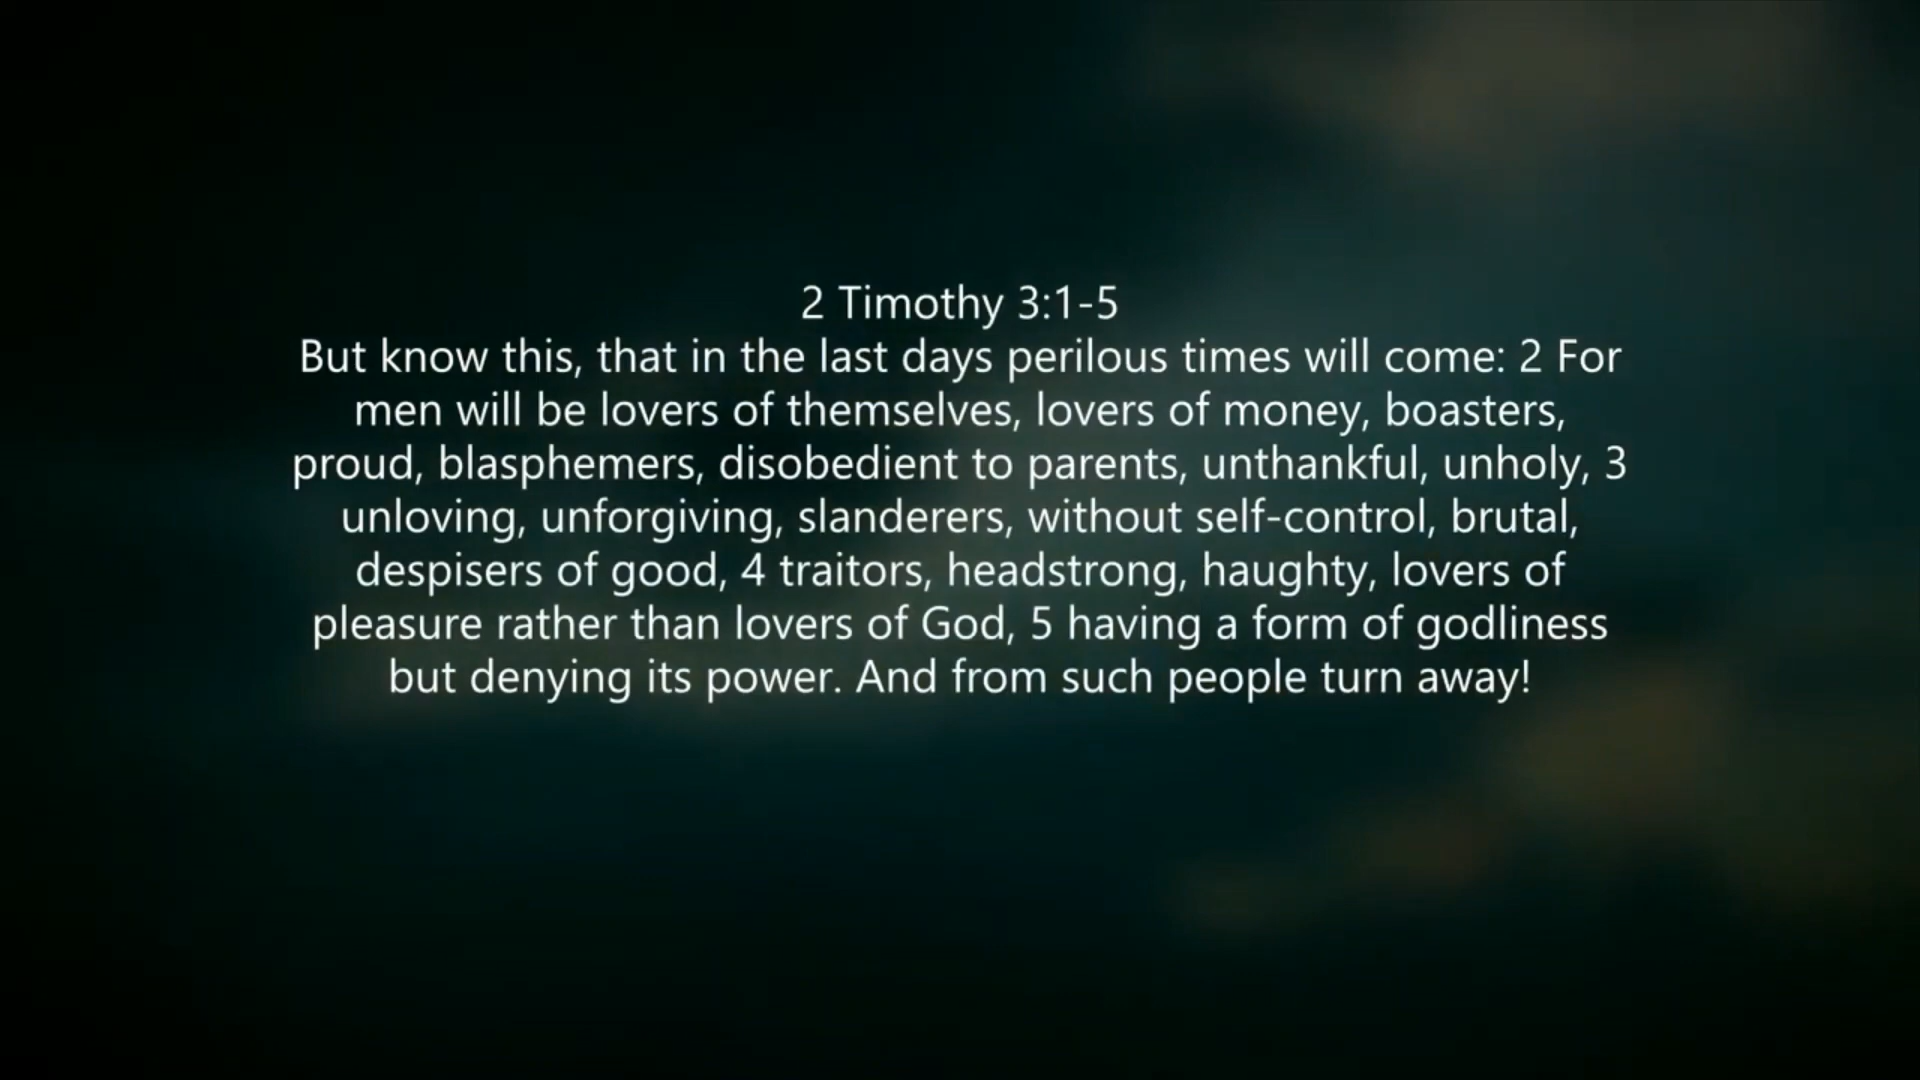 2 Timothy 3:1-5
But know this, that in the last days perilous times will come: 2 For
men will be lovers of themselves, lovers of money, boasters,
proud, blasphemers, disobedient to parents, unthankful, unholy, 3
unloving, unforgiving, slanderers, without self-control, brutal,
despisers of good, 4 traitors, headstrong, haughty, lovers of
pleasure rather than lovers of God, 5 having a form of godliness
but denying its power. And from such people turn away!